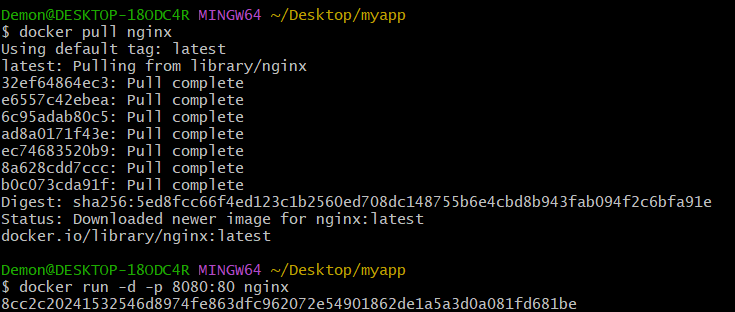 Demon@DESKTOP-18ODC4R MINGW64 ~/Desktop/myapp
$ docker pull nginx
Using default tag: latest
latest: Pulling from library/nginx
32ef64864ec3: Pull complete
e6557c42ebea: Pull complete
6c95adab80c5: Pull complete
ad8a0171f43e: Pull complete
ec74683520b9: Pull complete
8a628cdd7ccc: Pull complete
b0c073cda91f: Pull complete
Digest: sha256:5ed8fcc66f4ed123c1b2560ed708dc148755b6e4cbd8b943fab094f2c6bfa91e
Status: Downloaded newer image for nginx:latest
docker.io/library/nginx:latest
Demon@DESKTOP-18ODC4R MINGW64 ~/Desktop/myapp
$ docker run -d -p 8080:80 nginx
8cc2c20241532546d8974fe863dfc962072e54901862de1a5a3d0a081fd681be